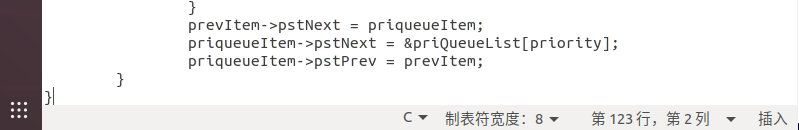 }
prevItem->pstNext = priqueueItem;
priqueueItem->pstNext = &priQueueList[priority];
priqueueItem->pstPrev = prevItem;
}
}
C 制表符宽度：8 第 123 行，第 2 列 插入